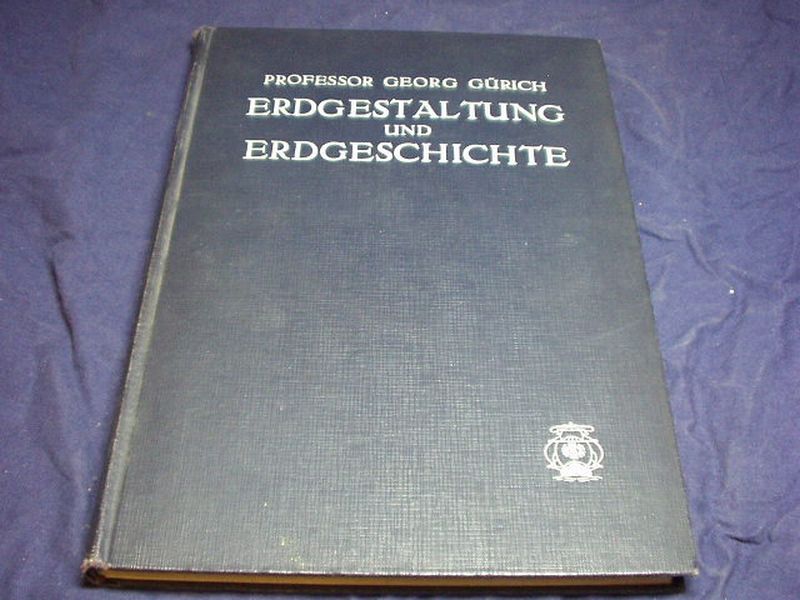 PROFESSOR GEORG GÜRICH
ERDGESTALTUNG
UND
ERDGESCHICHTE